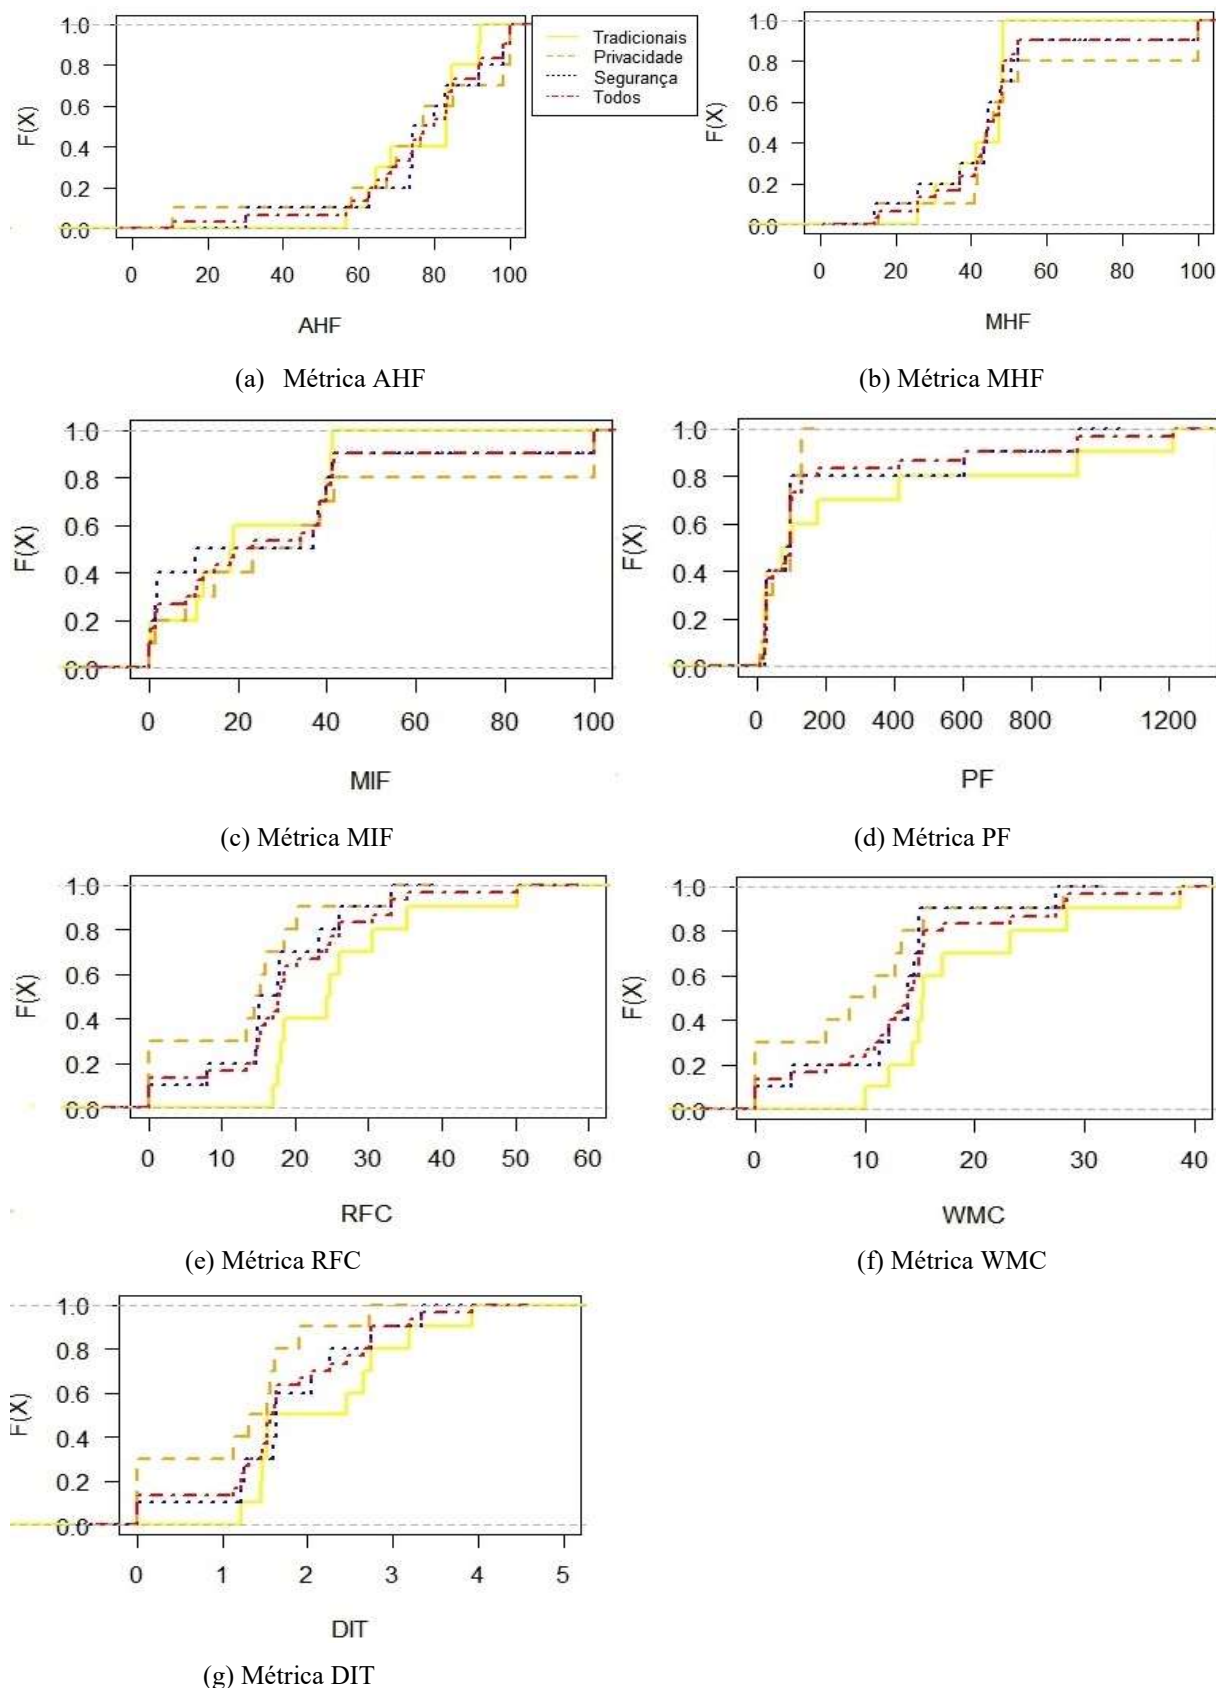 1.0
0.8
0.6
0.4
0.2
0.0
F(X)
0 20 40 60 80 100
AHF
Tradicionais
Privacidade
Segurança
Todos
(a) Métrica AHF
1.0
0.8
0.6
0.4
0.2
0.0
F(X)
0 20 40 60 80 100
MHF
(b) Métrica MHF
1.0
0.8
0.6
0.4
0.2
0.0
F(X)
0 20 40 60 80 100
MIF
(c) Métrica MIF
1.0
0.8
0.6
0.4
0.2
0.0
F(X)
0 200 400 600 800 1200
PF
(d) Métrica PF
1.0
0.8
0.6
0.4
0.2
0.0
F(X)
0 10 20 30 40 50 60
RFC
(e) Métrica RFC
1.0
0.8
0.6
0.4
0.2
0.0
F(X)
0 10 20 30 40
WMC
(f) Métrica WMC
1.0
0.8
0.6
0.4
0.2
0.0
F(X)
0 1 2 3 4 5
DIT
(g) Métrica DIT